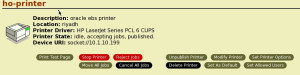 ho-printer
Description: oracle ebs printer
Location: riyadh
Printer Driver: HP LaserJet Series PCL 6 CUPS
Printer State: idle, accepting jobs, published.
Device URI: socket://10.1.10.199
Print Test Page Stop Printer Reject Jobs Unpublish Printer Modify Printer Set Printer Options
Move All Jobs Cancel All Jobs Delete Printer Set As Default Set Allowed Users